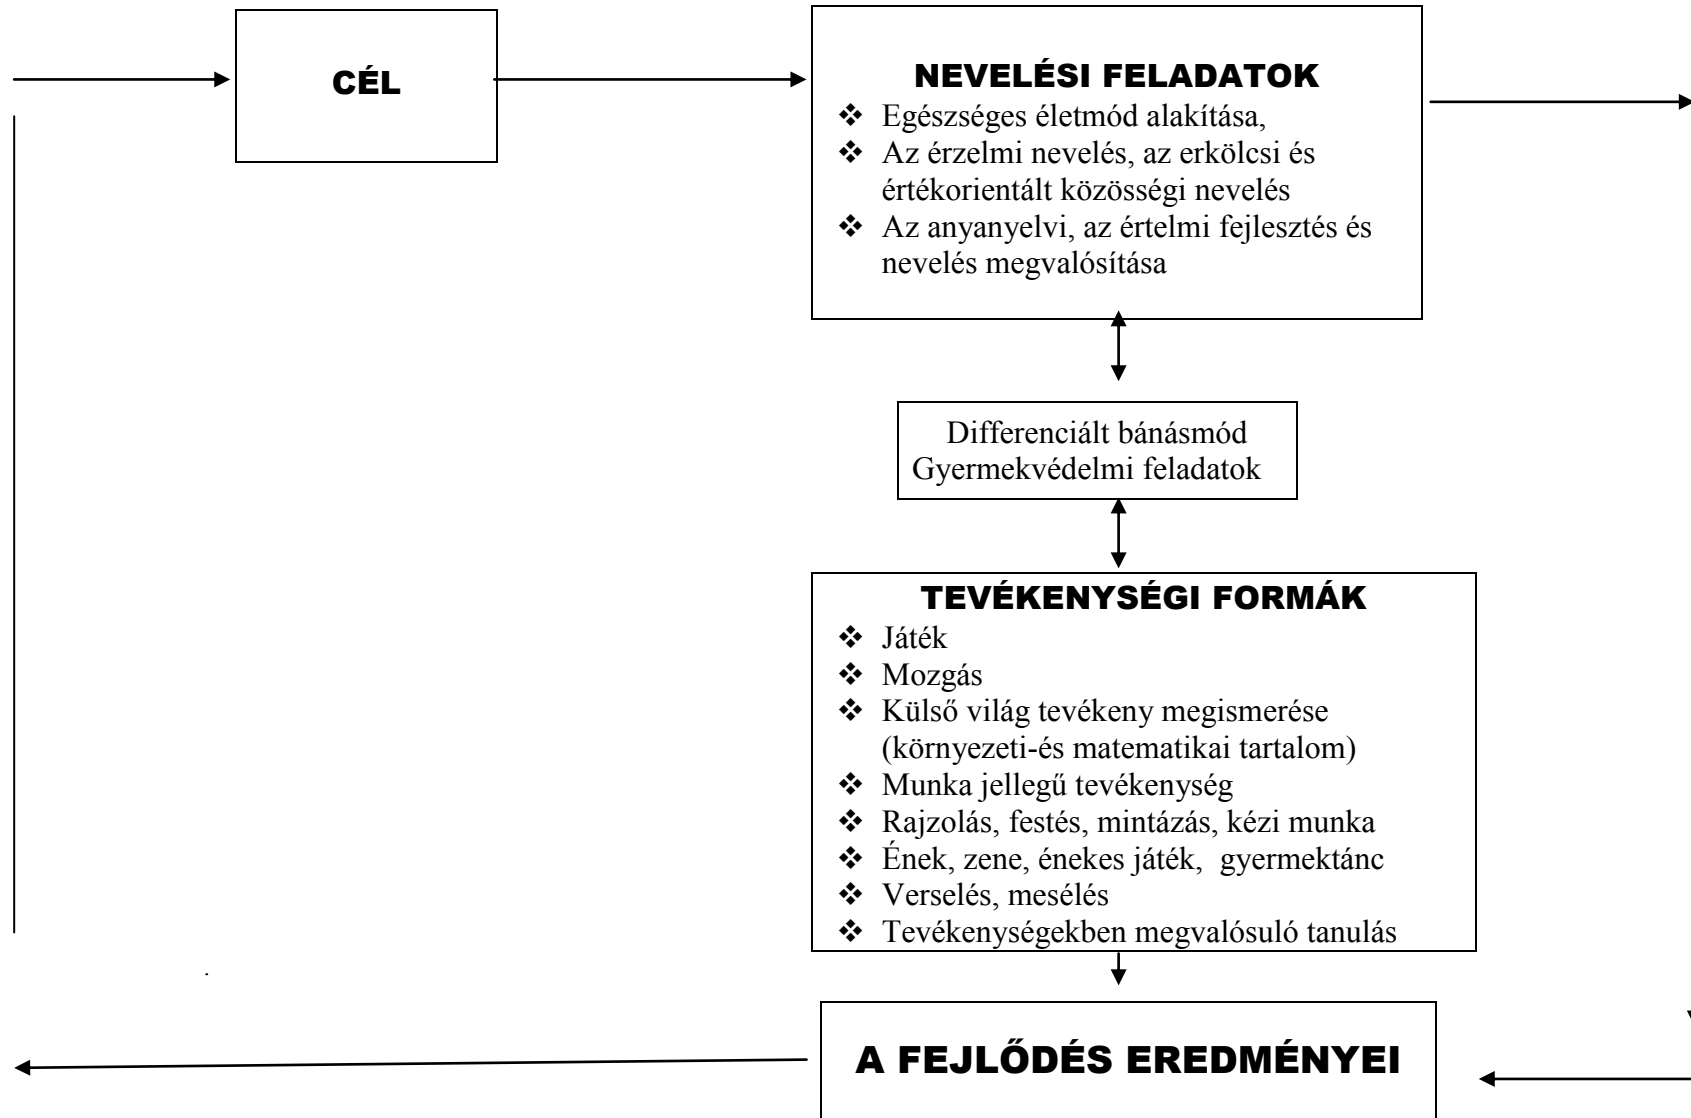 CÉL
NEVELÉSI FELADATOK
❖ Egészséges életmód alakítása,
❖ Az érzelmi nevelés, az erkölcsi és
értékorientált közösségi nevelés
❖ Az anyanyelvi, az értelmi fejlesztés és
nevelés megvalósítása
Differenciált bánásmód
Gyermekvédelmi feladatok
TEVÉKENYSÉGI FORMÁK
❖ Játék
❖ Mozgás
❖ Külső világ tevékeny megismerése
(környezeti-és matematikai tartalom)
❖ Munka jellegű tevékenység
❖ Rajzolás, festés, mintázás, kézi munka
❖ Ének, zene, énekes játék,  gyermektánc
❖ Verselés, mesélés
❖ Tevékenységekben megvalósuló tanulás
.
A FEJLŐDÉS EREDMÉNYEI